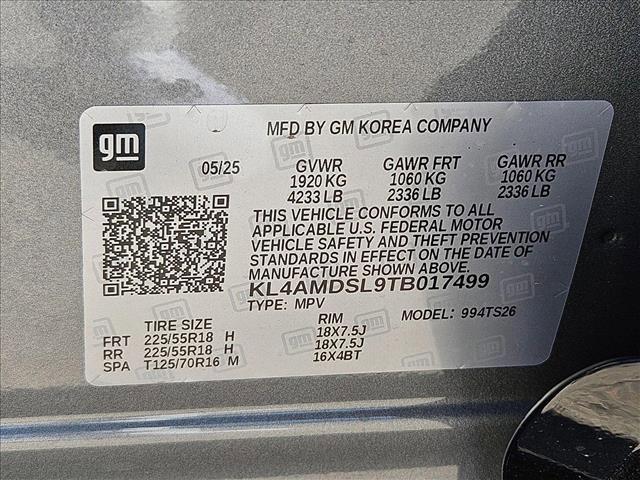 gm
MFD BY GM KOREA COMPANY
05/25 GVWR GAWR FRT GAWR RR
1920 KG 1060 KG 1060 KG
4233 LB 2336 LB 2336 LB
THIS VEHICLE CONFORMS TO ALL
APPLICABLE U.S. FEDERAL MOTOR
VEHICLE SAFETY AND THEFT PREVENTION
STANDARDS IN EFFECT ON THE DATE OF
MANUFACTURE SHOWN ABOVE.
KL4AMDSL9TB017499
TYPE: MPV MODEL: 994TS26
TIRE SIZE RIM
FRT 225/55R18 H 18X7.5J
RR 225/55R18 H 18X7.5J
SPA T125/70R16 M 16X4BT